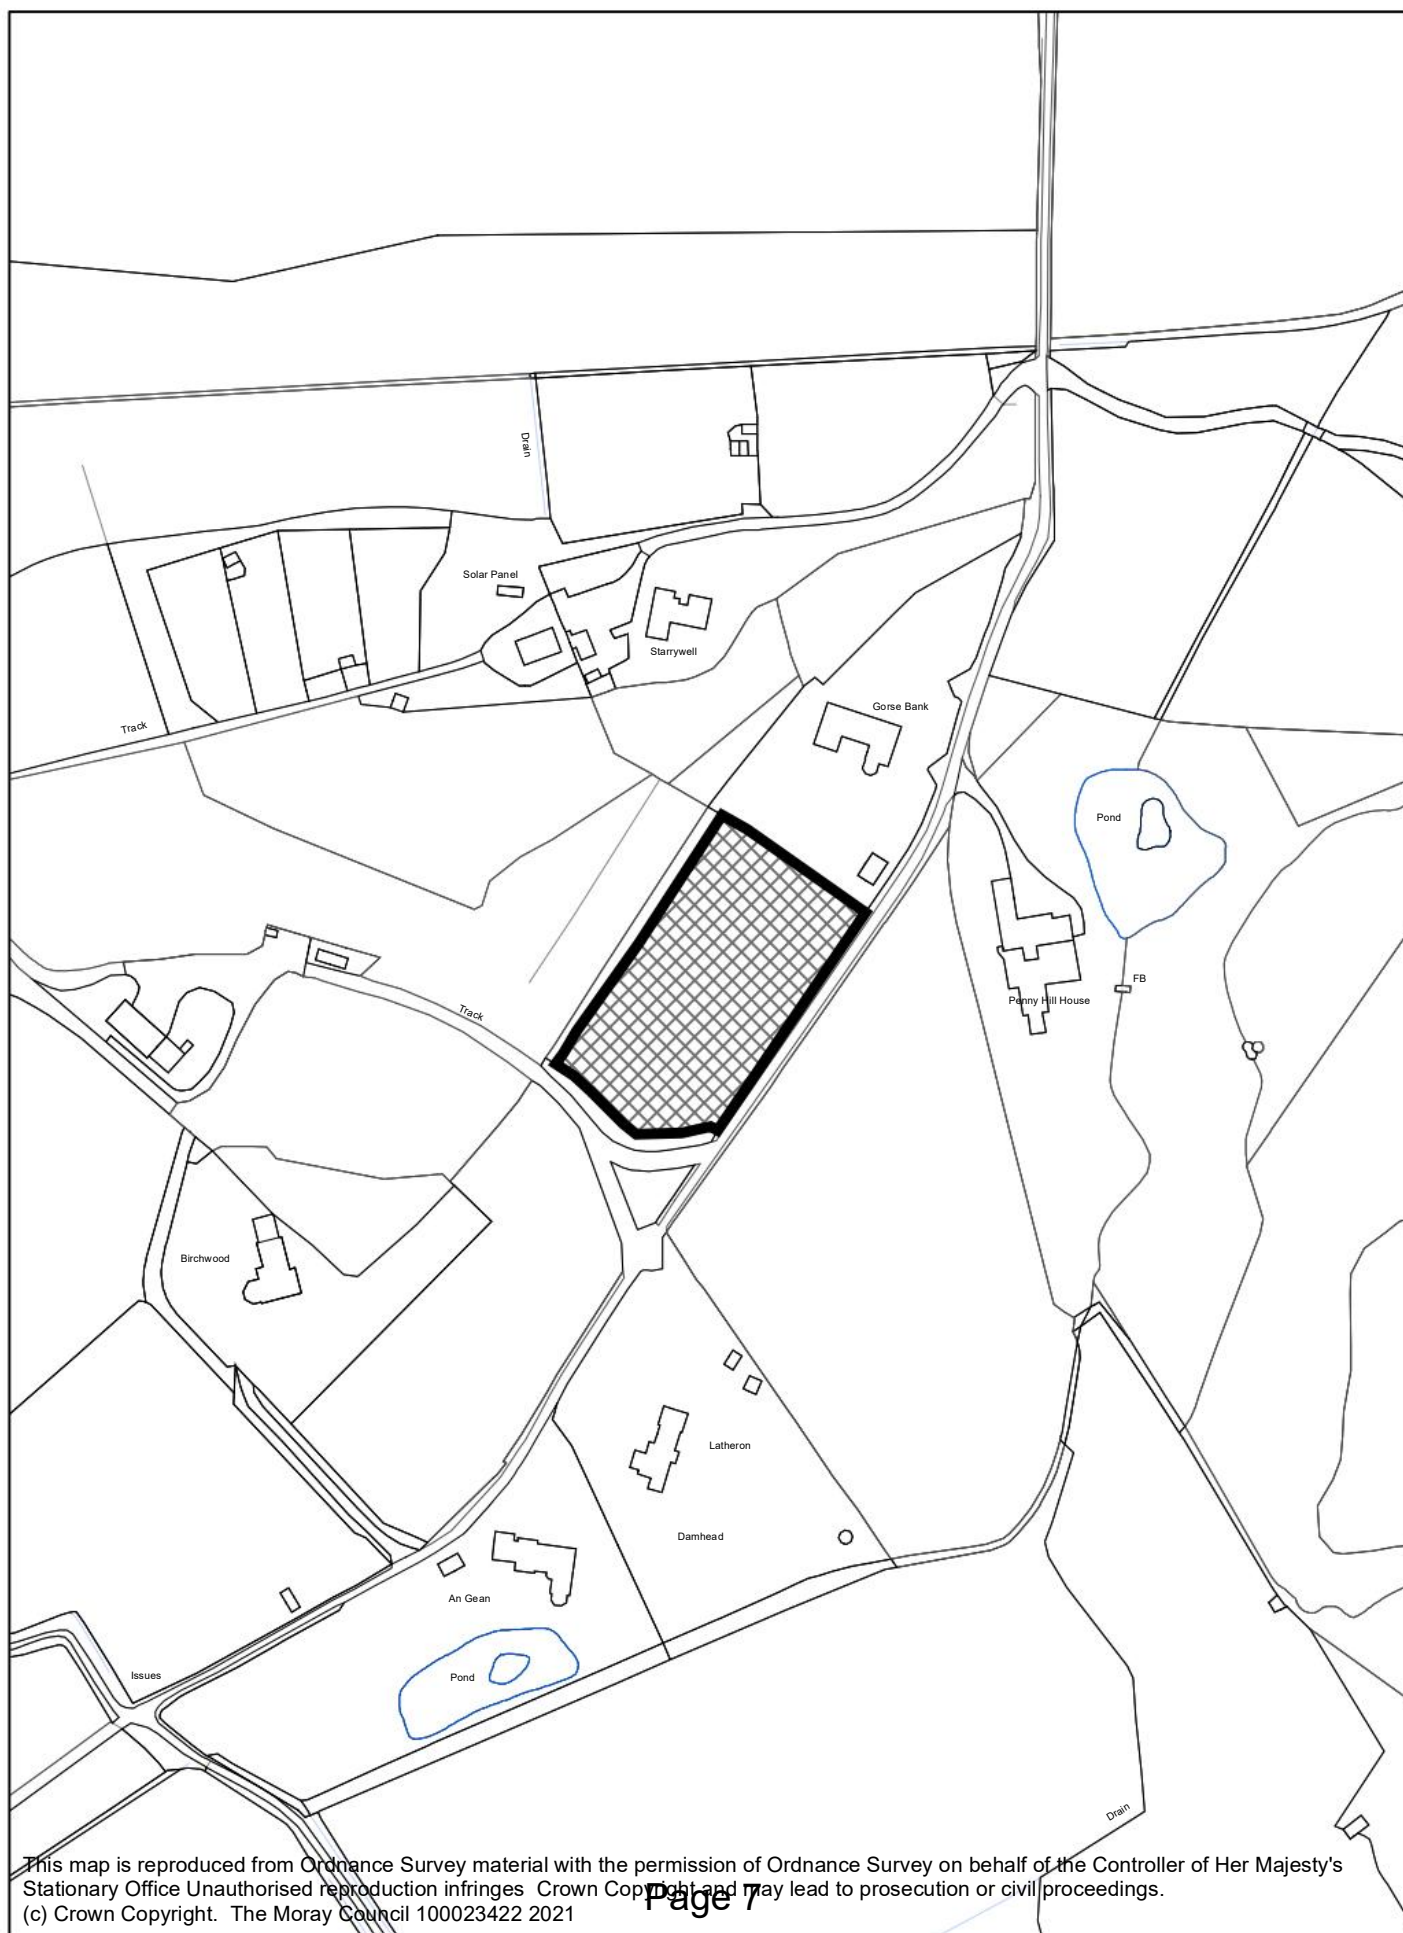 Drain
Solar Panel
Starrywell
Gorse Bank
Track
Pond
FB
Penny Hill House
Track
Birchwood
Latheron
Damhead
An Gean
Pond
Issues
Drain
This map is reproduced from Ordnance Survey material with the permission of Ordnance Survey on behalf of the Controller of Her Majesty's
Stationary Office Unauthorised reproduction infringes  Crown Copyright and may lead to prosecution or civil proceedings.
Page 7
(c) Crown Copyright.  The Moray Council 100023422 2021